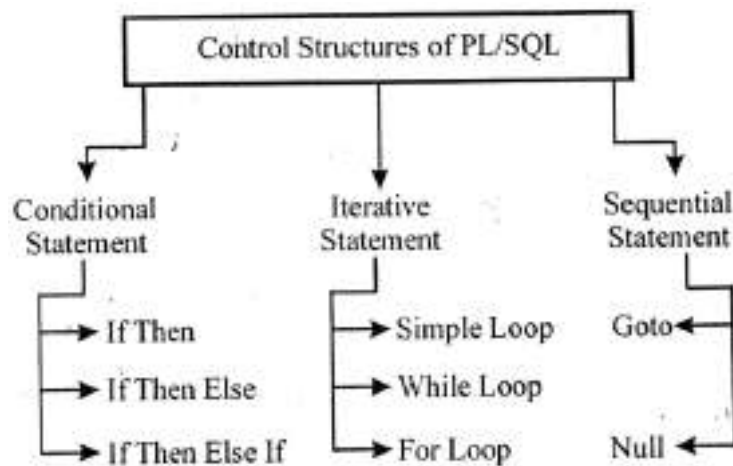 Control Structures of PL/SQL
Conditional
Statement
If Then
If Then Else
If Then Else If
Iterative
Statement
Simple Loop
While Loop
For Loop
Sequential
Statement
Goto
Null